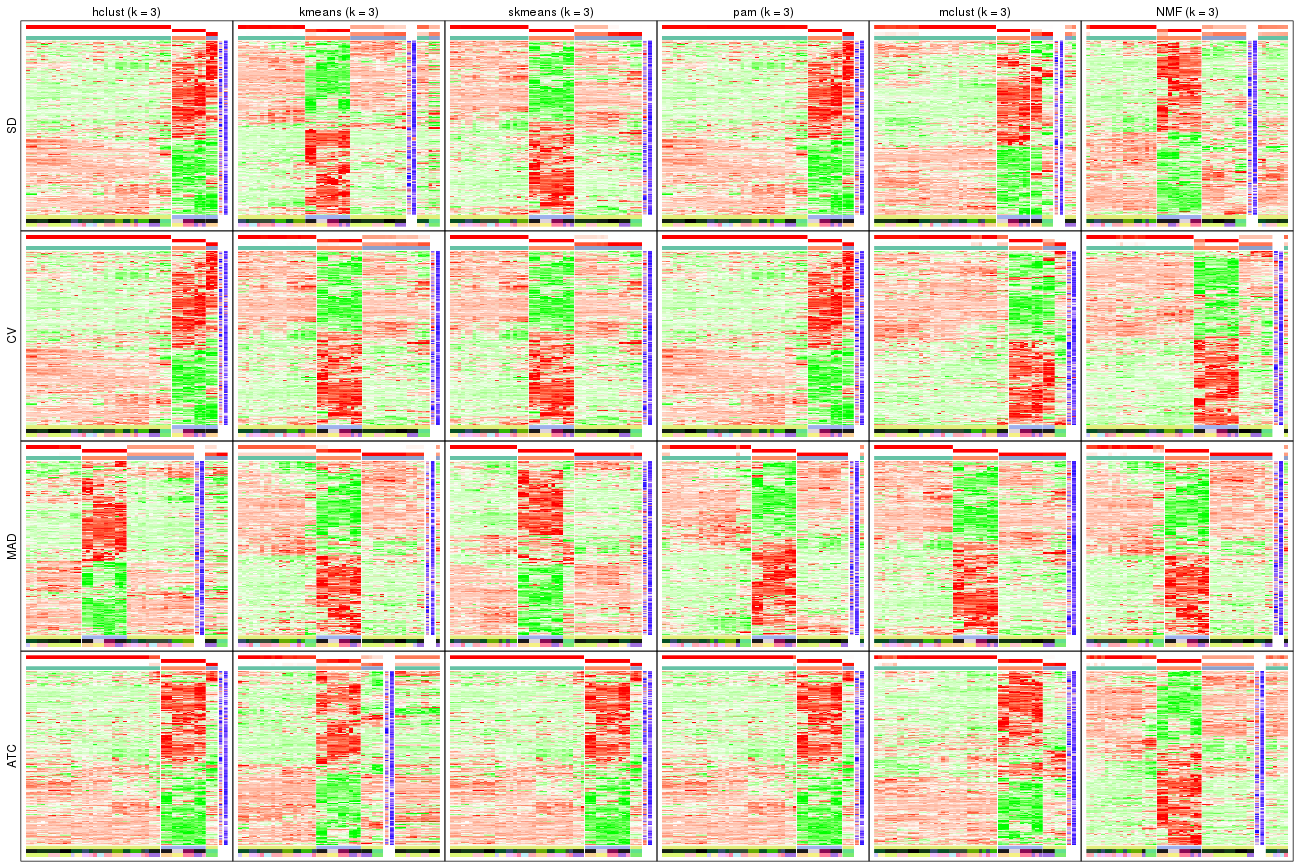 hclust (k = 3) kmeans (k = 3) skmeans (k = 3) pam (k = 3) mclust (k = 3) NMF (k = 3)
SD
CV
MAD
ATC